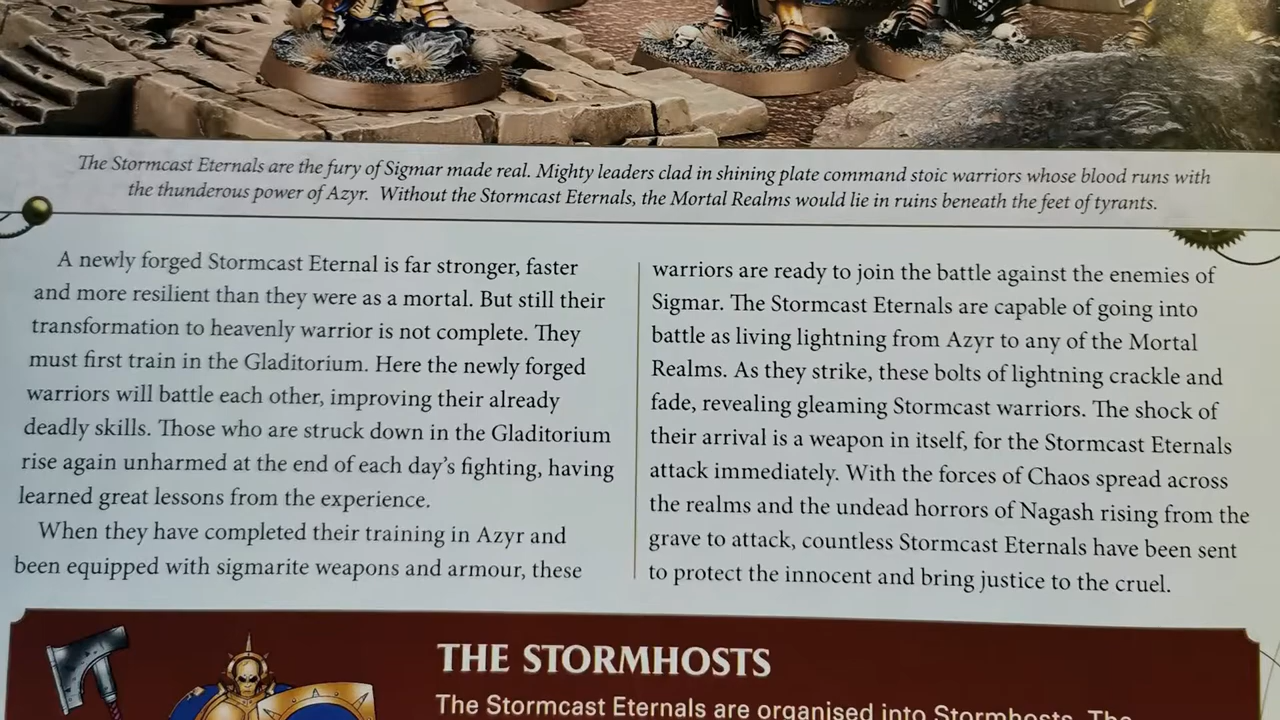 The Stormcast Eternals are the fury of Sigmar made real. Mighty leaders clad in shining plate command stoic warriors whose blood runs with
the thunderous power of Azyr. Without the Stormcast Eternals, the Mortal Realms would lie in ruins beneath the feet of tyrants.
A newly forged Stormcast Eternal is far stronger, faster
and more resilient than they were as a mortal. But still their
transformation to heavenly warrior is not complete. They
must first train in the Gladitorium. Here the newly forged
warriors will battle each other, improving their already
deadly skills. Those who are struck down in the Gladitorium
rise again unharmed at the end of each day's fighting, having
learned great lessons from the experience.
When they have completed their training in Azyr and
been equipped with sigmarite weapons and armour, these
warriors are ready to join the battle against the enemies of
Sigmar. The Stormcast Eternals are capable of going into
battle as living lightning from Azyr to any of the Mortal
Realms. As they strike, these bolts of lightning crackle and
fade, revealing gleaming Stormcast warriors. The shock of
their arrival is a weapon in itself, for the Stormcast Eternals
attack immediately. With the forces of Chaos spread across
the realms and the undead horrors of Nagash rising from the
grave to attack, countless Stormcast Eternals have been sent
to protect the innocent and bring justice to the cruel.
THE STORMHOSTS
The Stormcast Eternals are organised into Stormhosts. The